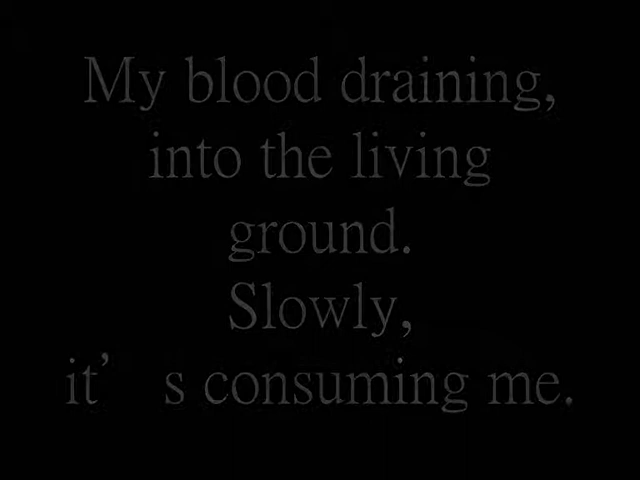 My blood draining,
into the living
ground.
Slowly,
it’s consuming me.